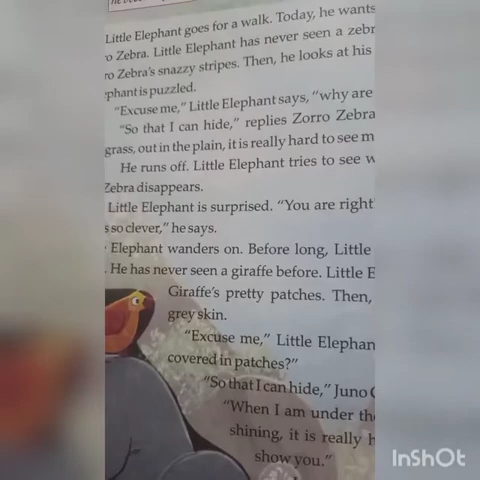 Little Elephant goes for a walk. Today, he wants
Zebra. Little Elephant has never seen a
Zebra's snazzy stripes. Then, he looks at his
is puzzled.
"Excuse me," Little Elephant says, "why are
"So that I can hide," replies Zorro Zebra
grass, out in the plain, it is really hard to see
He runs off. Little Elephant tries to see
Zebra disappears.
Little Elephant is surprised. "You are right
so clever," he says.
Elephant wanders on. Before long, Little
. He has never seen a giraffe before. Little
Giraffe's pretty patches. Then,
grey skin.
"Excuse me," Little
covered in patches?"
"So that I can hide," Juno
"When I am under
shining, it is really
show you."
InShOt